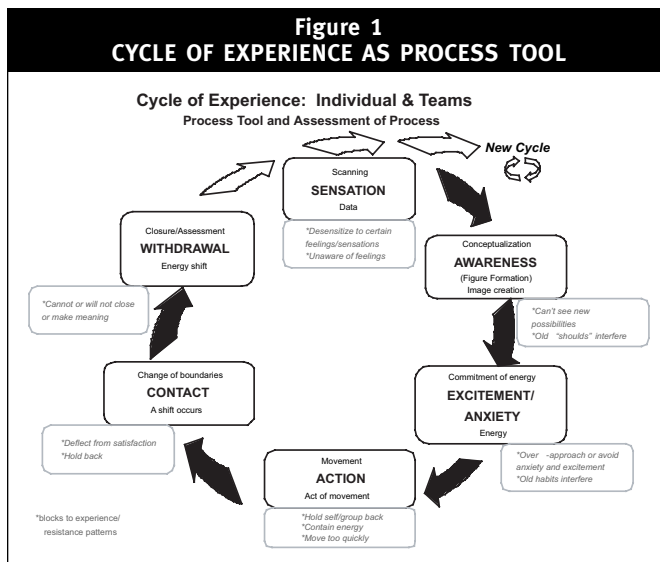 Figure 1
CYCLE OF EXPERIENCE AS PROCESS TOOL
Cycle of Experience: Individual & Teams
Process Tool and Assessment of Process
New Cycle
Scanning
SENSATION
Data
*Desensitize to certain
feelings/sensations
*Unaware of feelings
Conceptualization
AWARENESS
(Figure Formation)
Image creation
*Can't see new
possibilities
*Old "shoulds" interfere
Commitment of energy
EXCITEMENT/
ANXIETY
Energy
*Over -approach or avoid
anxiety and excitement
*Old habits interfere
Movement
ACTION
Act of movement
*Hold self/group back
*Contain energy
*Move too quickly
Change of boundaries
CONTACT
A shift occurs
*Deflect from satisfaction
*Hold back
Closure/Assessment
WITHDRAWAL
Energy shift
*Cannot or will not close
or make meaning
*blocks to experience/
resistance patterns